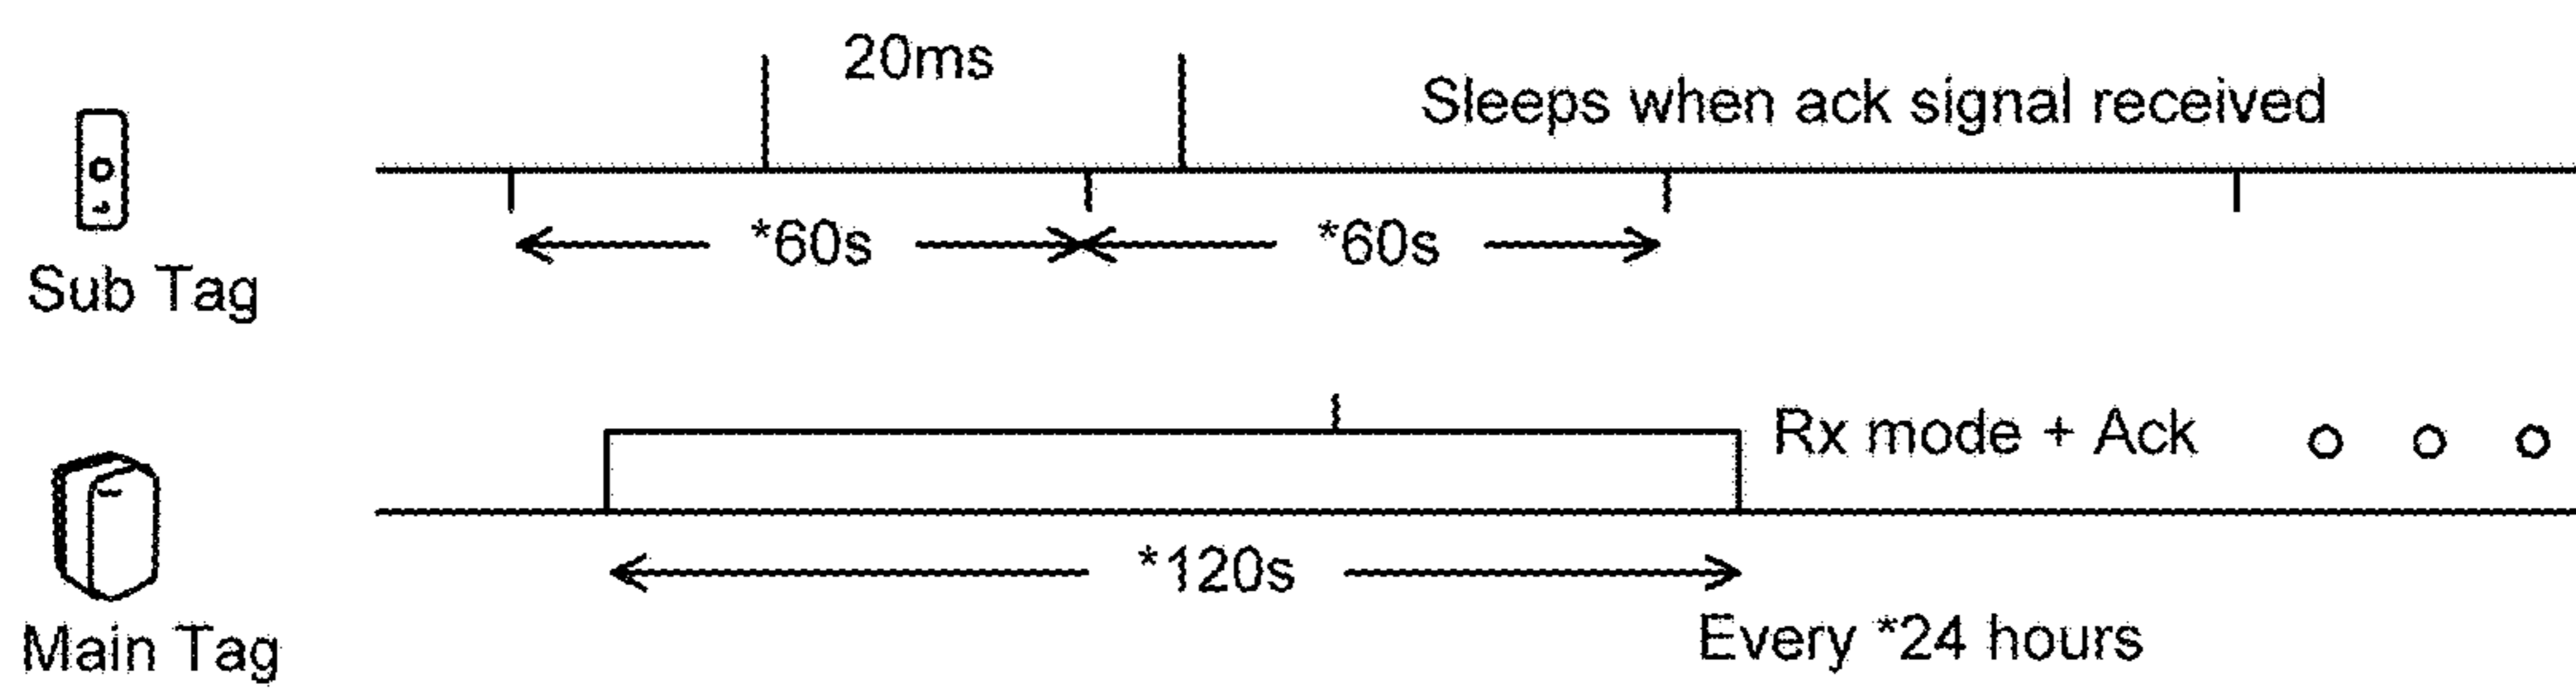 20ms
Sleeps when ack signal received
*60s
*60s
Sub Tag
Rx mode + Ack
*120s
Every *24 hours
Main Tag